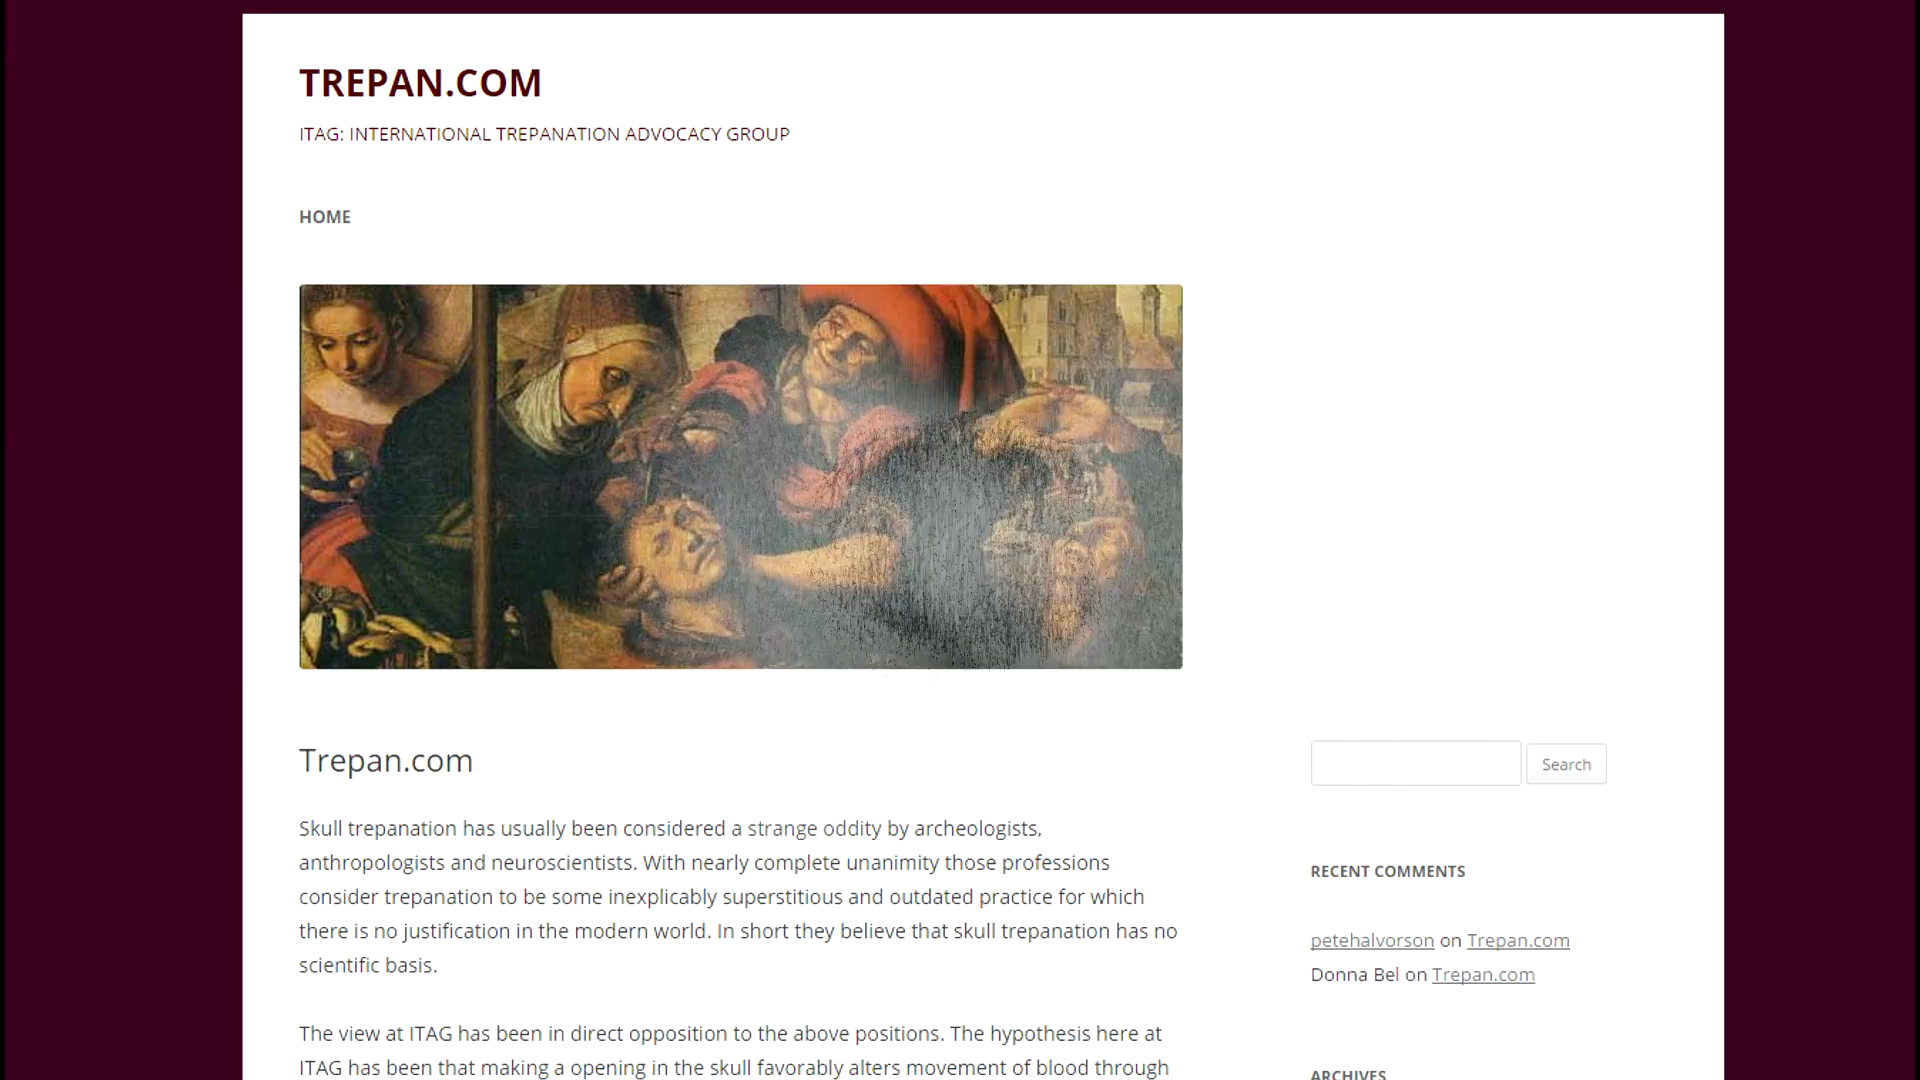 TREPAN.COM
ITAG: INTERNATIONAL TREPANATION ADVOCACY GROUP
HOME
Trepan.com
Skull trepanation has usually been considered a strange oddity by archeologists,
anthropologists and neuroscientists. With nearly complete unanimity those professions
consider trepanation to be some inexplicably superstitious and outdated practice for which
there is no justification in the modern world. In short they believe that skull trepanation has no
scientific basis.
The view at ITAG has been in direct opposition to the above positions. The hypothesis here at
ITAG has been that making a opening in the skull favorably alters movement of blood through
Search
RECENT COMMENTS
petehalvorson on Trepan.com
Donna Bel on Trepan.com
ARCHIVES